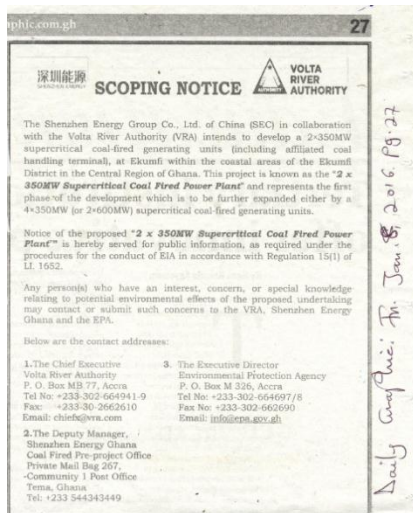 aphic.com.gh
27
深圳能源
SHENZHEN ENERGY
SCOPING NOTICE
AUTHORITY
VOLTA
RIVER
AUTHORITY
The Shenzhen Energy Group Co., Ltd. of China (SEC) in collaboration
with the Volta River Authority (VRA) intends to develop a 2×350MW
supercritical coal-fired generating units (including affiliated coal
handling terminal), at Ekumfi within the coastal areas of the Ekumfi
District in the Central Region of Ghana. This project is known as the "2 x
350MW Supercritical Coal Fired Power Plant" and represents the first
phase of the development which is to be further expanded either by a
4×350MW (or 2×600MW) supercritical coal-fired generating units.
Notice of the proposed "2 x 350MW Supercritical Coal Fired Power
Plant" is hereby served for public information, as required under the
procedures for the conduct of EIA in accordance with Regulation 15(1) of
LI. 1652.
Any person(s) who have an interest, concern, or special knowledge
relating to potential environmental effects of the proposed undertaking
may contact or submit such concerns to the VRA, Shenzhen Energy
Ghana and the EPA.
Below are the contact addresses:
1.The Chief Executive
Volta River Authority
P. O. Box MB 77, Accra
Tel No: +233-302-664941-9
Fax: +233-30-2662610
Email: chiefx@vra.com
2.The Deputy Manager,
Shenzhen Energy Ghana
Coal Fired Pre-project Office
Private Mail Bag 267,
Community 1 Post Office
Tema, Ghana
Tel: +233 544343449
3. The Executive Director
Environmental Protection Agency
P. O. Box M 326, Accra
Tel No: +233-302-664697/8
Fax No: +233-302-662690
Email: info@epa.gov.gh
Daily Graphic. Fri. Jan. 8, 2016. Pg. 27